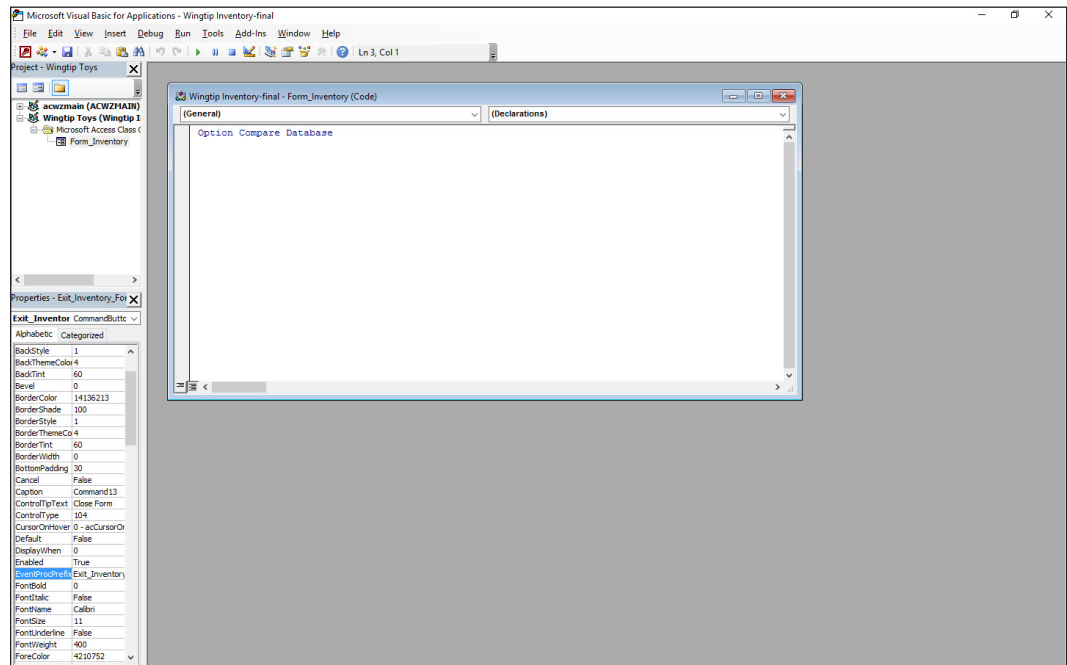 Microsoft Visual Basic for Applications - Wingtip Inventory-final
File Edit View Insert Debug Run Tools Add-Ins Window Help
Ln 3, Col 1
Project - Wingtip Toys
acwzmain (ACWZMAIN)
Wingtip Toys (Wingtip I
Microsoft Access Class
Form_Inventory
Wingtip Inventory-final - Form_Inventory (Code)
(General) (Declarations)
Option Compare Database
Properties - Exit_Inventory_For
Exit_Inventor CommandButtc
Alphabetic Categorized
BackStyle 1
BackThemeColor 4
BackTint 60
Bevel 0
BorderColor 14136213
BorderShade 100
BorderStyle 1
BorderThemeCo 4
BorderTint 60
BorderWidth 0
BottomPadding 30
Cancel False
Caption Command13
ControlTipText Close Form
ControlType 104
CursorOnHover 0 - acCursorOr
Default False
DisplayWhen 0
Enabled True
EventProcPrefix Exit_Inventory
FontBold 0
FontItalic False
FontName Calibri
FontSize 11
FontUnderline False
FontWeight 400
ForeColor 4210752